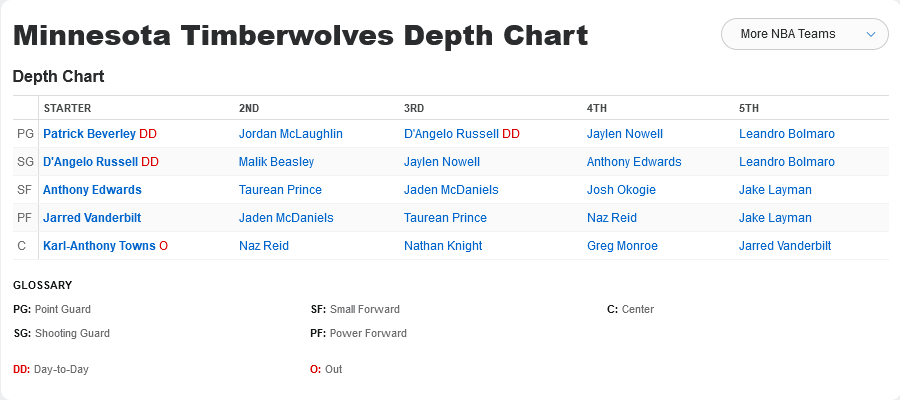 Minnesota Timberwolves Depth Chart
More NBA Teams
Depth Chart
STARTER 2ND 3RD 4TH 5TH
PG Patrick Beverley DD Jordan McLaughlin D'Angelo Russell DD Jaylen Nowell Leandro Bolmaro
SG D'Angelo Russell DD Malik Beasley Jaylen Nowell Anthony Edwards Leandro Bolmaro
SF Anthony Edwards Taurean Prince Jaden McDaniels Josh Okogie Jake Layman
PF Jarred Vanderbilt Jaden McDaniels Taurean Prince Naz Reid Jake Layman
C Karl-Anthony Towns O Naz Reid Nathan Knight Greg Monroe Jarred Vanderbilt
GLOSSARY
PG: Point Guard SF: Small Forward C: Center
SG: Shooting Guard PF: Power Forward
DD: Day-to-Day O: Out